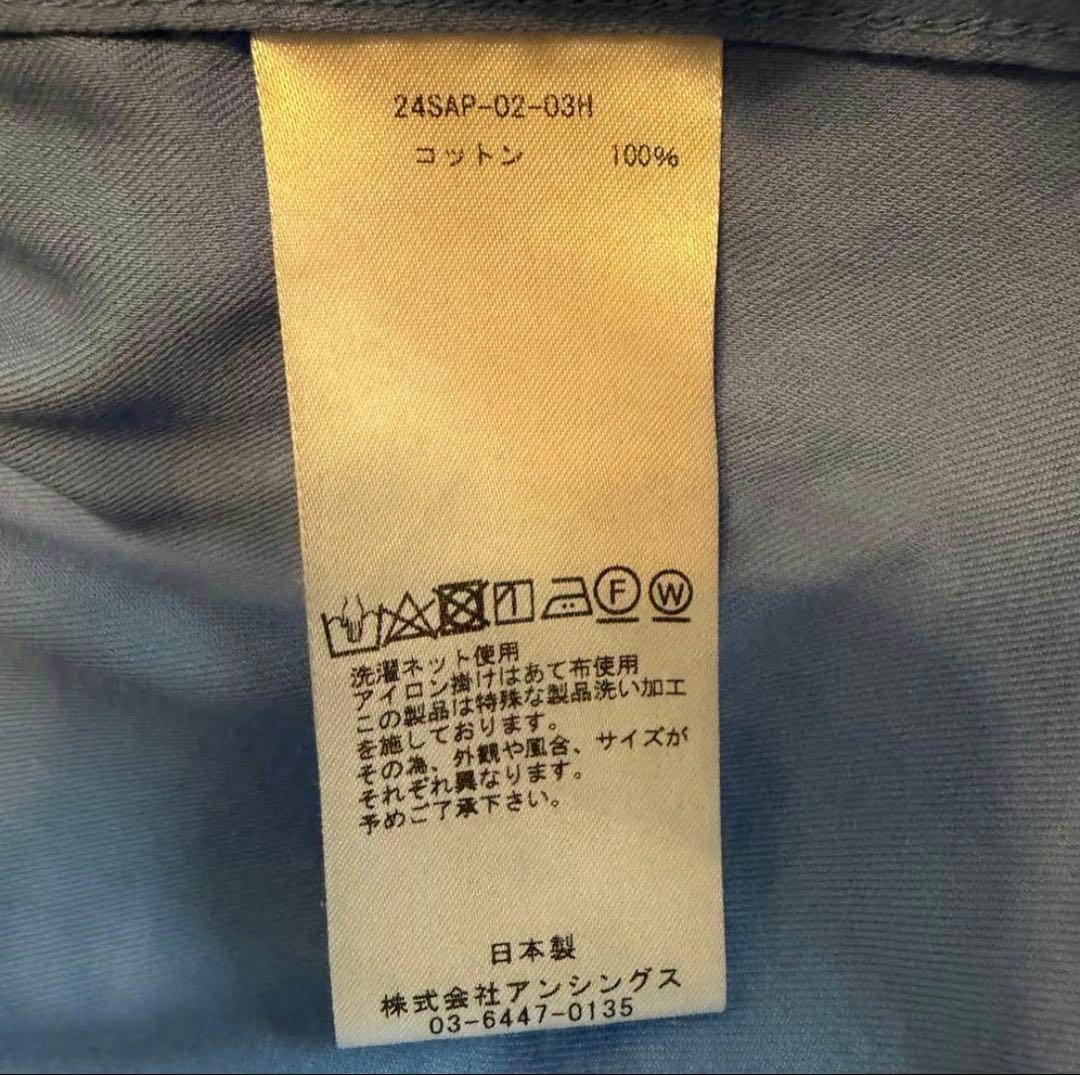 24SAP-02-03H
コットン 100%
F W
洗濯ネット使用
アイロン掛けはあて布使用
この製品は特殊な製品洗い加工
を施しております。
その為、外観や風合、サイズが
それぞれ異なります。
予めご了承下さい。
日本製
株式会社アンシングス
03-6447-0135